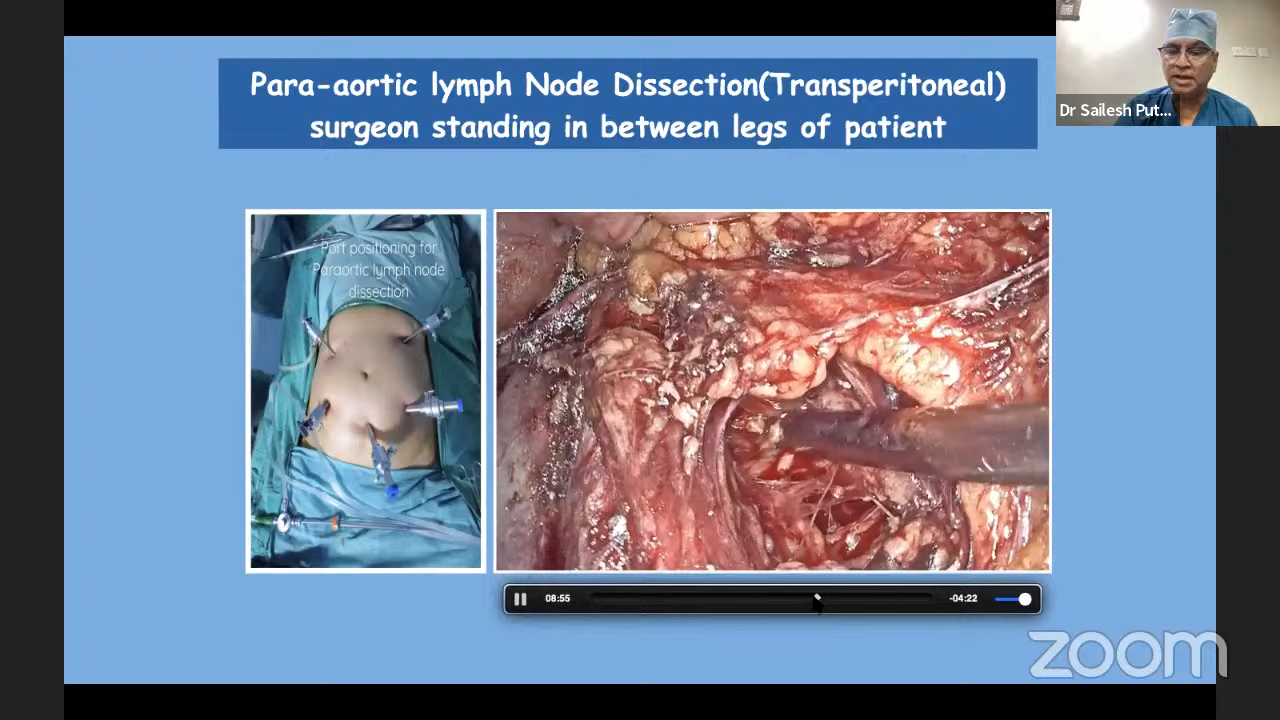 Para-aortic lymph Node Dissection(Transperitoneal)
surgeon standing in between legs of patient
Dr Sailesh Put...
Port positioning for
Paraortic lymph node
dissection
08:55
-04:22
zoom